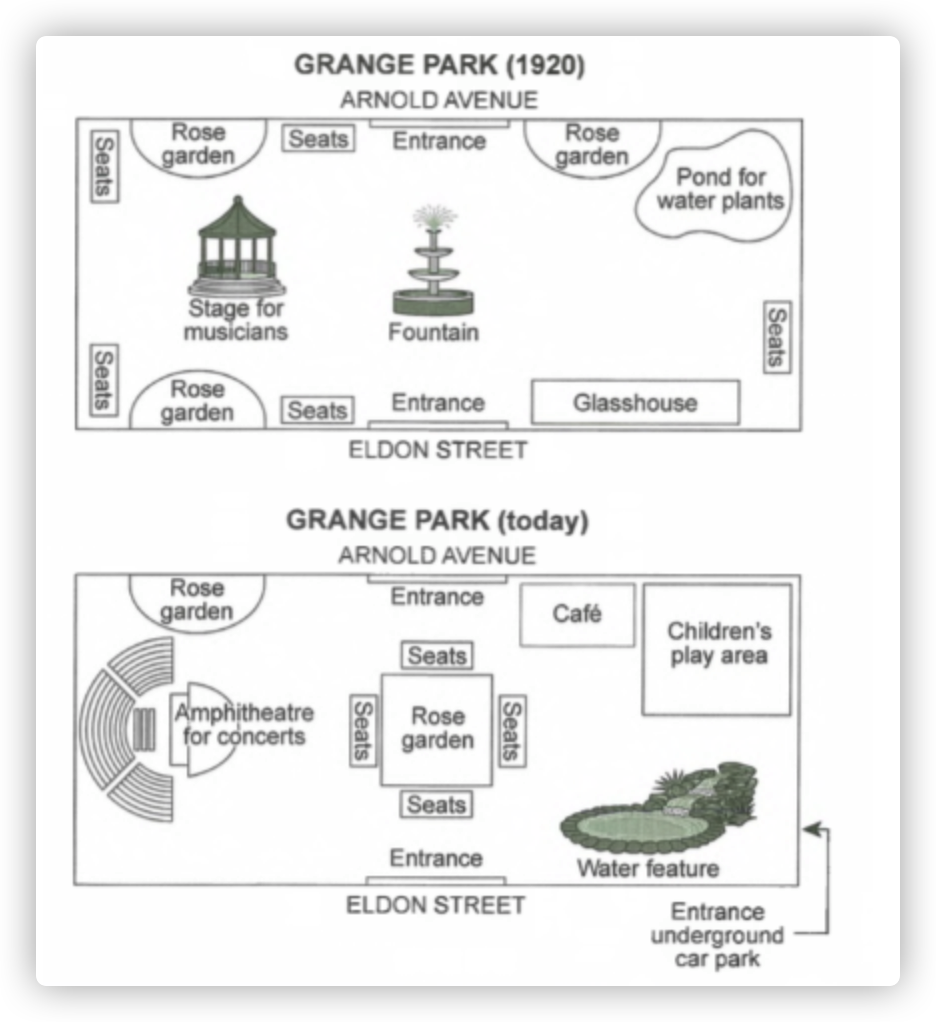 GRANGE PARK (1920)
ARNOLD AVENUE
Rose
garden
Seats
Entrance
Rose
garden
Seats
Pond for
water plants
Stage for
musicians
Fountain
Seats
Seats
Rose
garden
Seats
Entrance
Glasshouse
ELDON STREET
GRANGE PARK (today)
ARNOLD AVENUE
Rose
garden
Entrance
Café
Children's
play area
Seats
Amphitheatre
for concerts
Seats
Rose
garden
Seats
Seats
Entrance
Water feature
ELDON STREET
Entrance
underground
car park